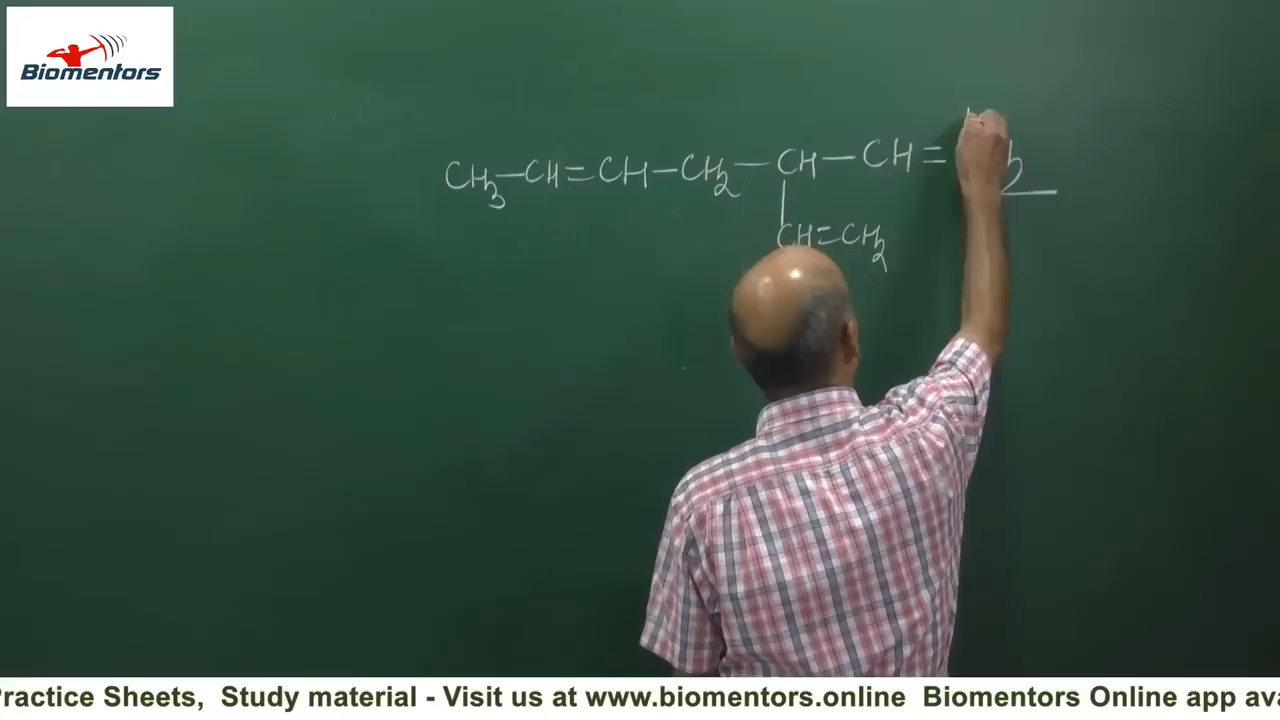 Biomentors
CH3—CH=CH—CH2—CH—CH=
CH=CH2
Practice Sheets, Study material - Visit us at www.biomentors.online Biomentors Online app